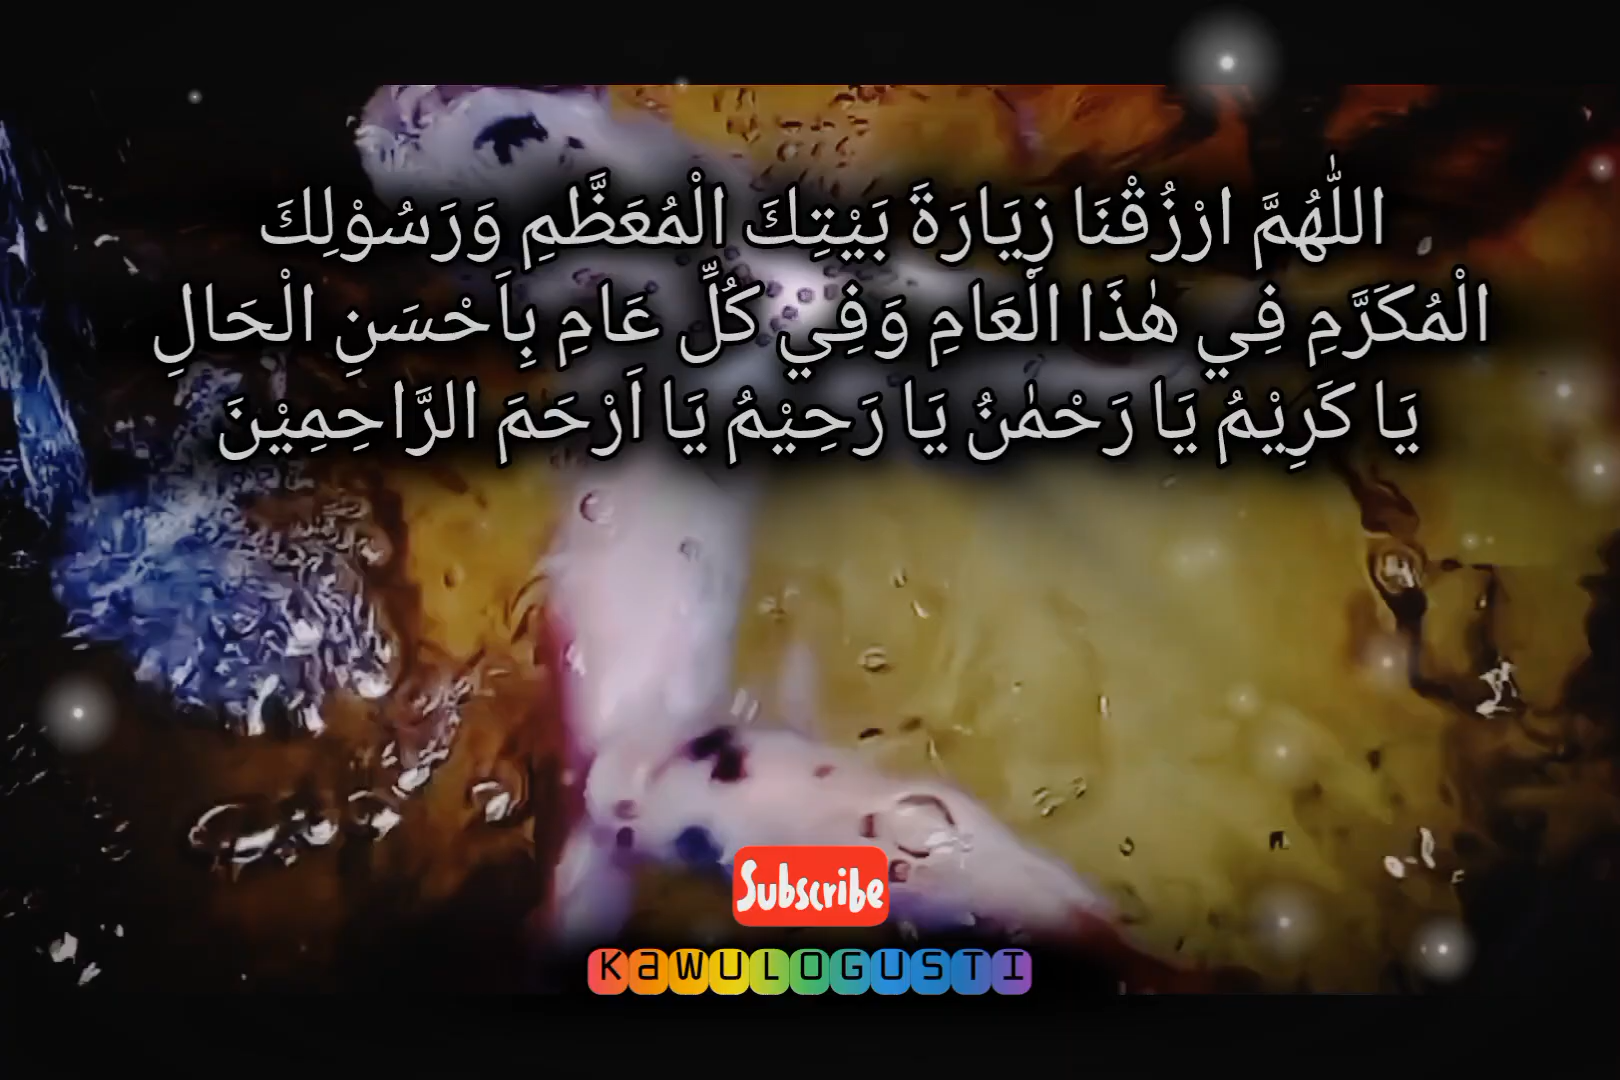 اللّٰهُمَّ ارْزُقْنَا زِيَارَةَ بَيْتِكَ الْمُعَظَّمِ وَرَسُوْلِكَ
الْمُكَرَّمِ فِي هٰذَا الْعَامِ وَفِي كُلِّ عَامِ بِاَحْسَنِ الْحَالِ
يَا كَرِيْمُ يَا رَحْمٰنُ يَا رَحِيْمُ يَا اَرْحَمَ الرَّاحِمِيْنَ
Subscribe
KaWULOGUSTI